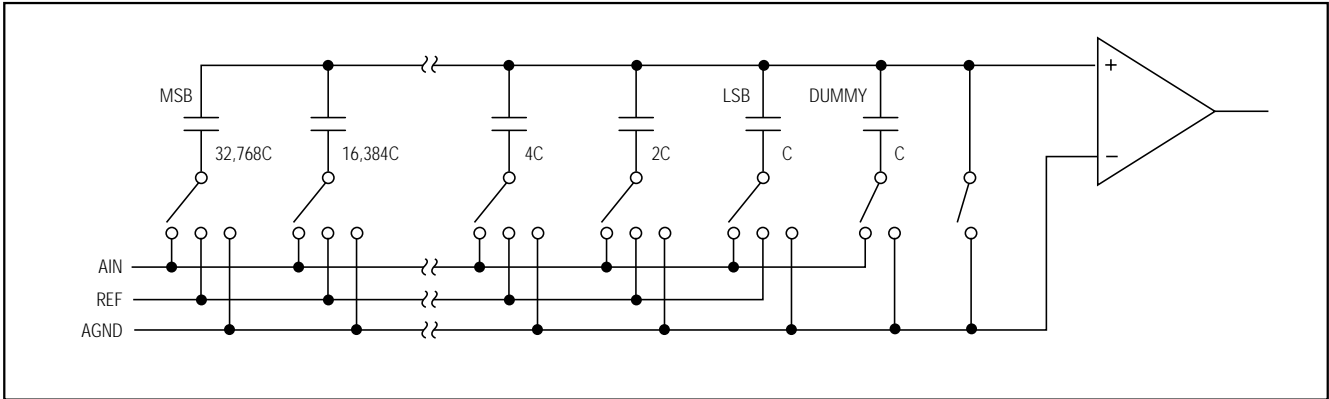 MSB
LSB
DUMMY
32,768C
16,384C
4C
2C
C
C
+
−
AIN
REF
AGND